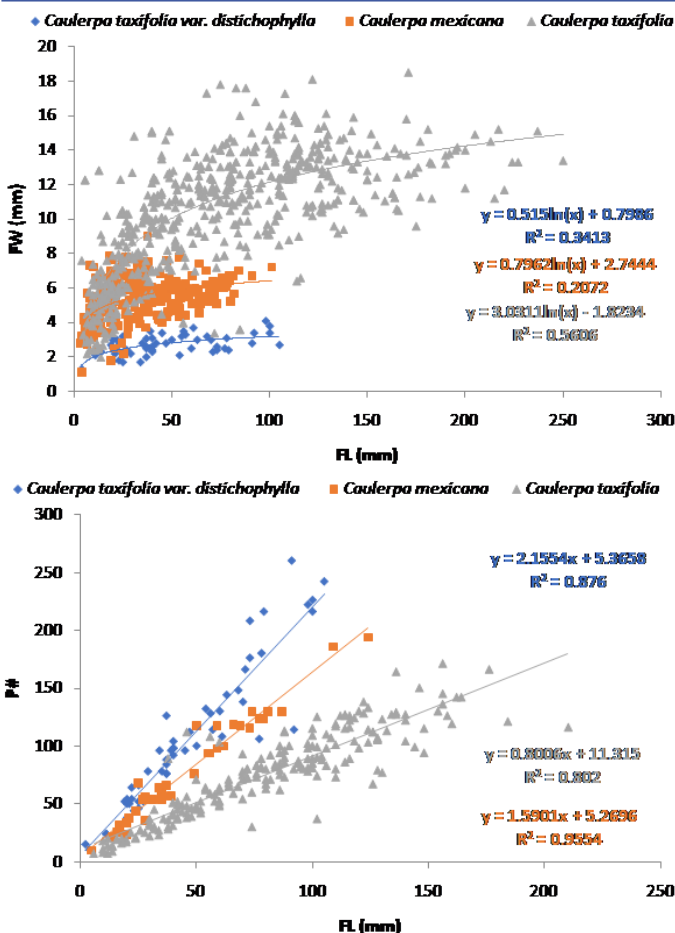 Caulerpa taxifolia var. distichophylla Caulerpa mexicana Caulerpa taxifolia
20
18
16
14
12
10
8
6
4
2
0
FW (mm)
y = 0.515ln(x) + 0.7986
R² = 0.3413
y = 0.7962ln(x) + 2.7444
R² = 0.2072
y = 3.0311ln(x) - 1.8234
R² = 0.5606
0 50 100 150 200 250 300
FL (mm)
Caulerpa taxifolia var. distichophylla Caulerpa mexicana Caulerpa taxifolia
300
250
200
150
100
50
0
P#
y = 2.1554x + 5.3658
R² = 0.876
y = 0.8006x + 11.315
R² = 0.802
y = 1.5901x + 5.2696
R² = 0.9554
0 50 100 150 200 250
FL (mm)